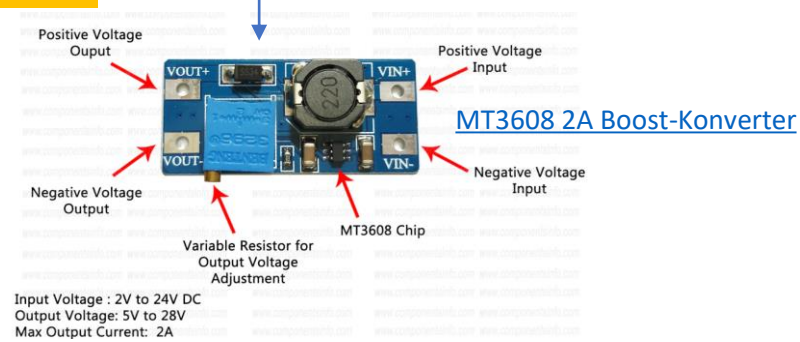 Positive Voltage
Ouput
Positive Voltage
Input
VOUT+
VIN+
220
MT3608 2A Boost-Konverter
VOUT-
VIN-
Negative Voltage
Output
Negative Voltage
Input
MT3608 Chip
Variable Resistor for
Output Voltage
Adjustment
Input Voltage : 2V to 24V DC
Output Voltage: 5V to 28V
Max Output Current: 2A